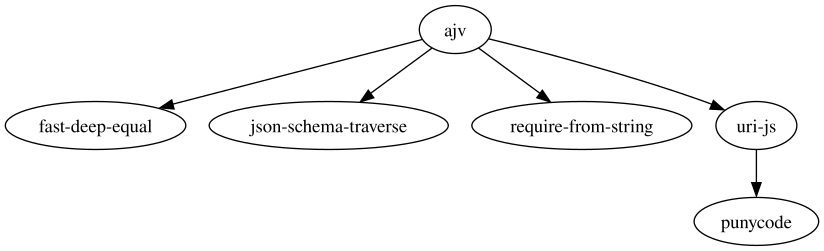 ajv
fast-deep-equal
json-schema-traverse
require-from-string
uri-js
punycode